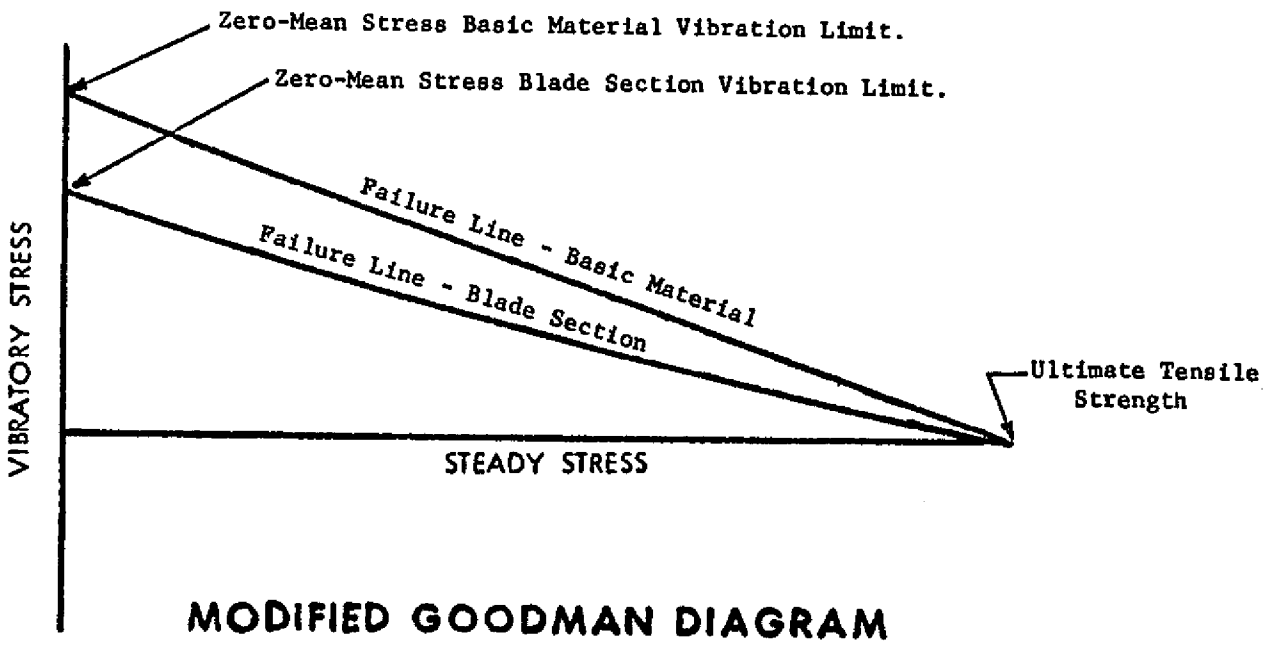 Zero-Mean Stress Basic Material Vibration Limit.
Zero-Mean Stress Blade Section Vibration Limit.
Failure Line - Basic Material
Failure Line - Blade Section
VIBRATORY STRESS
Ultimate Tensile
Strength
STEADY STRESS
MODIFIED GOODMAN DIAGRAM